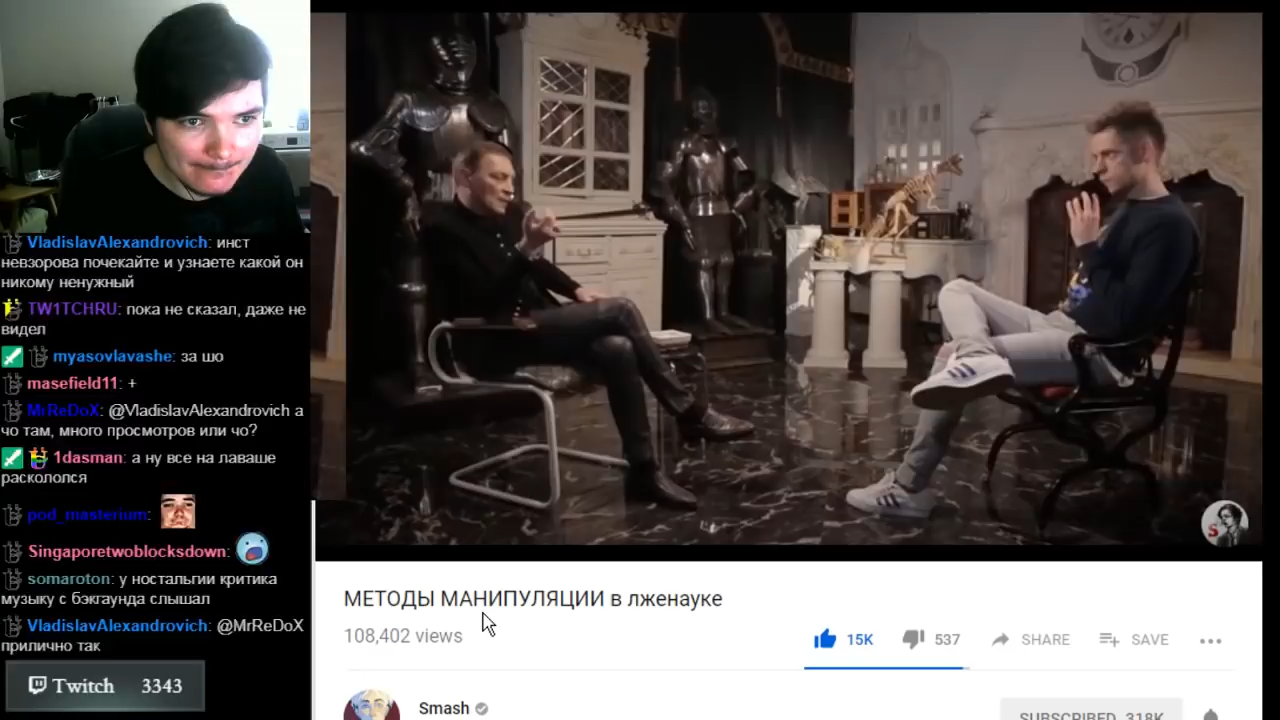 VladislavAlexandrovich: инст
невзорова почекайте и узнаете какой он
никому ненужный
TW1TCHRU: пока не сказал, даже не
видел
myasovlavashe: за шо
masefield11: +
MrReDoX: @VladislavAlexandrovich а
чо там, много просмотров или чо?
1dasman: а ну все на лаваше
раскололся
pod_masterium:
Singaporetwoblocksdown:
somaroton: у ностальгии критика
музыку с бэкгаунда слышал
VladislavAlexandrovich: @MrReDoX
прилично так
Twitch 3343
МЕТОДЫ МАНИПУЛЯЦИИ в лженауке
108,402 views
15K 537 SHARE SAVE
Smash
SUBSCRIBED 318K